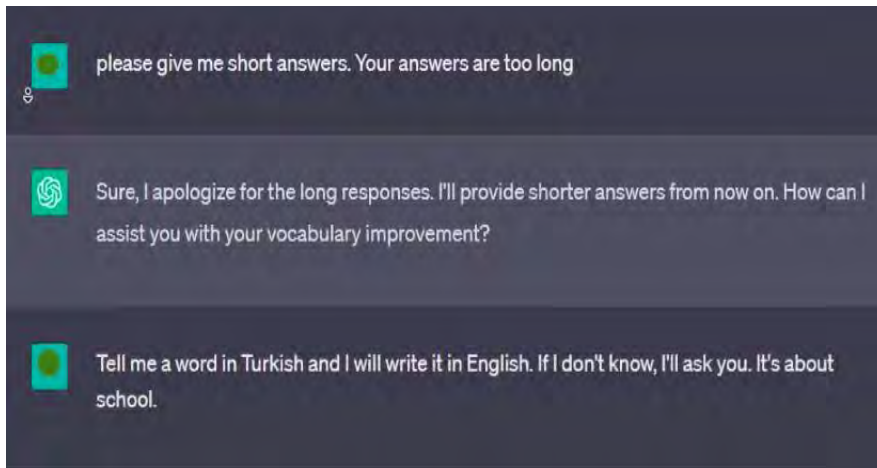 please give me short answers. Your answers are too long
Sure, I apologize for the long responses. I'll provide shorter answers from now on. How can I
assist you with your vocabulary improvement?
Tell me a word in Turkish and I will write it in English. If I don't know, I'll ask you. It's about
school.